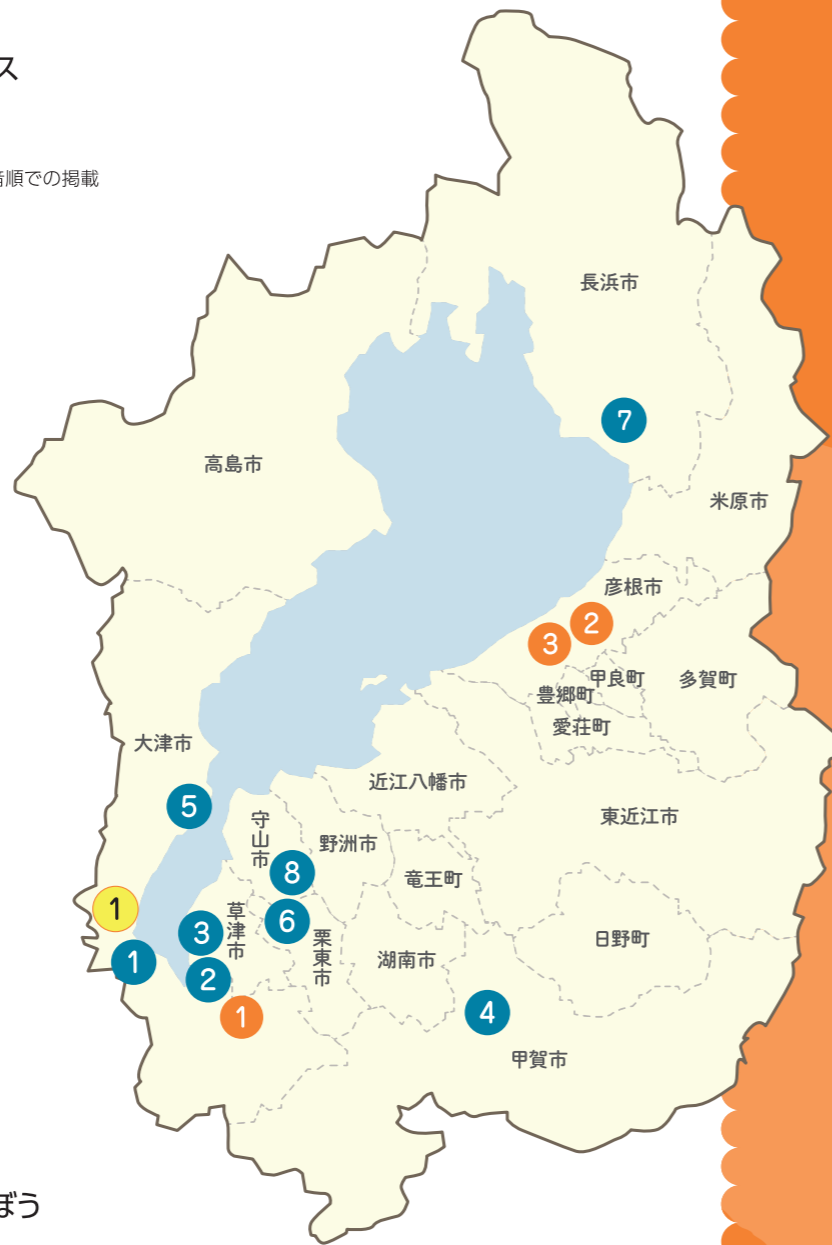 ス
音順での掲載
長浜市
7
高島市
米原市
彦根市
2
3
甲良町
多賀町
豊郷町
愛荘町
大津市
近江八幡市
5
東近江市
守山市
野洲市
8
竜王町
1
草津市
6
3
栗東市
日野町
湖南市
1
2
4
1
甲賀市
ぼう